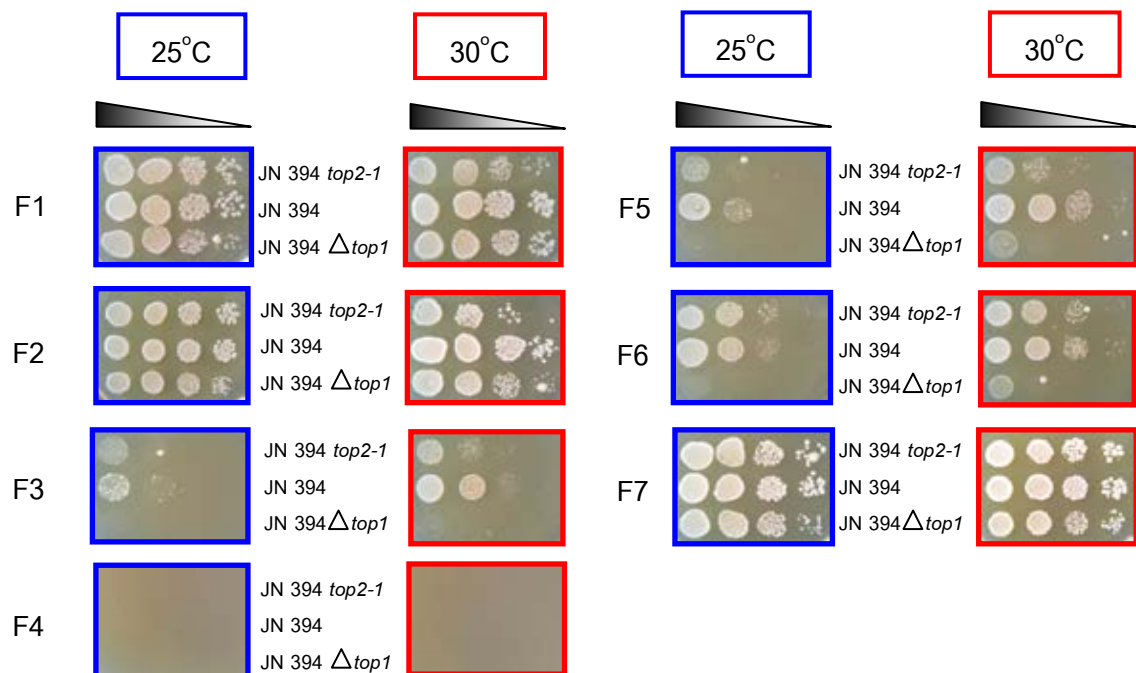 25°C 30°C 25°C 30°C
F1
JN 394 top2-1
JN 394
JN 394 △top1
F2
JN 394 top2-1
JN 394
JN 394 △top1
F3
JN 394 top2-1
JN 394
JN 394△top1
F4
JN 394 top2-1
JN 394
JN 394 △top1
F5
JN 394 top2-1
JN 394
JN 394△top1
F6
JN 394 top2-1
JN 394
JN 394△top1
F7
JN 394 top2-1
JN 394
JN 394△top1